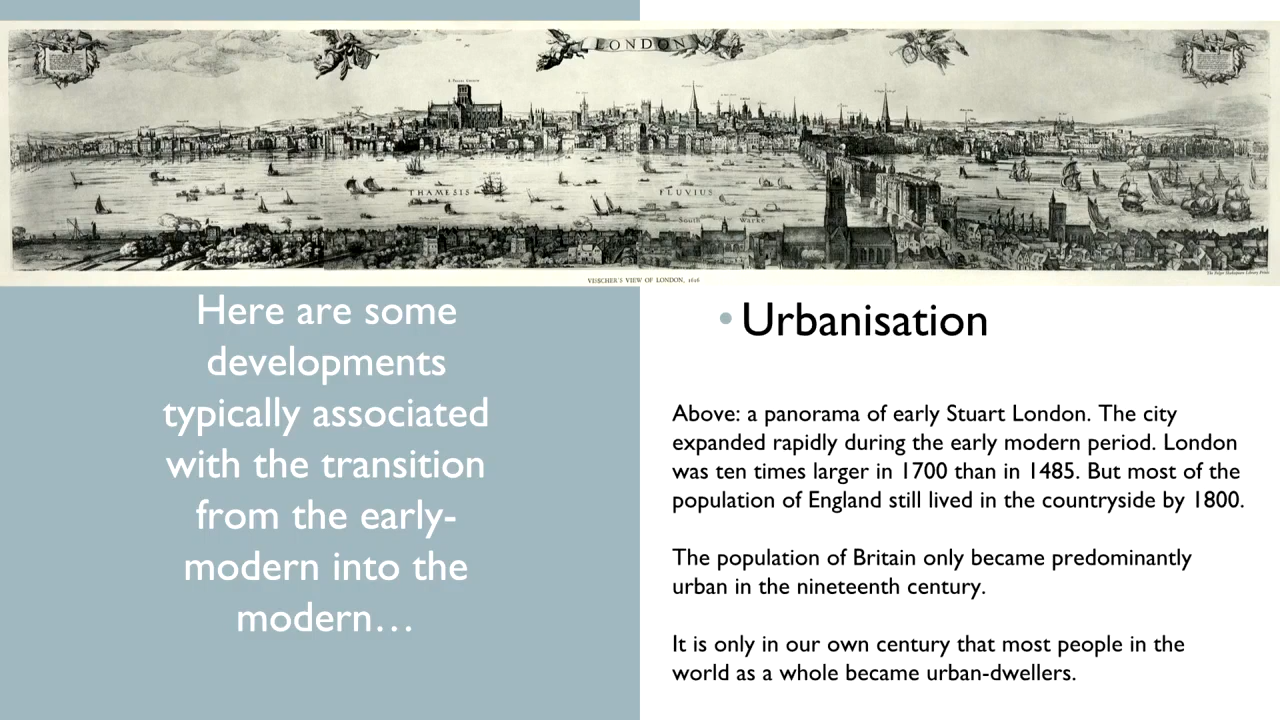 LONDON
THAMESIS
FLUVIUS
South Warke
VISSCHER'S VIEW OF LONDON, 1616
The Folger Shakespeare Library Prints
Here are some
developments
typically associated
with the transition
from the early-
modern into the
modern…
• Urbanisation
Above: a panorama of early Stuart London. The city
expanded rapidly during the early modern period. London
was ten times larger in 1700 than in 1485. But most of the
population of England still lived in the countryside by 1800.
The population of Britain only became predominantly
urban in the nineteenth century.
It is only in our own century that most people in the
world as a whole became urban-dwellers.